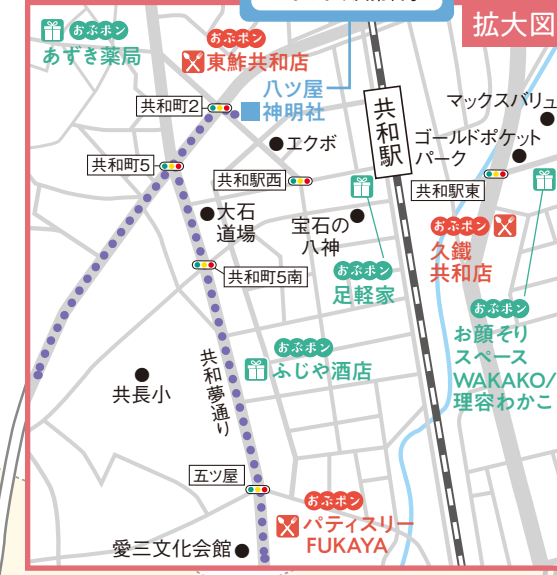 拡大図
おぶポン
あずき薬局
おぶポン
東鮓共和店
八ツ屋
神明社
共和町2
エクボ
共和駅
マックスバリュ
ゴールドポケット
パーク
共和町5
共和駅西
共和駅東
大石
道場
宝石の
八神
おぶポン
久鐵
共和店
共和町5南
おぶポン
足軽家
おぶポン
お顔そり
スペース
WAKAKO/
理容わかこ
おぶポン
ふじや酒店
共和夢通り
共長小
五ツ屋
おぶポン
パティスリー
FUKAYA
愛三文化会館